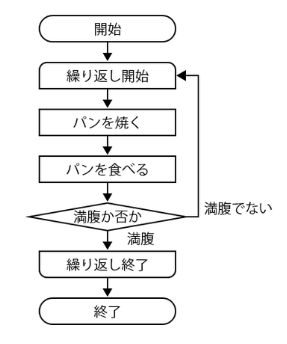 開始
繰り返し開始
パンを焼く
パンを食べる
満腹か否か
満腹でない
満腹
繰り返し終了
終了